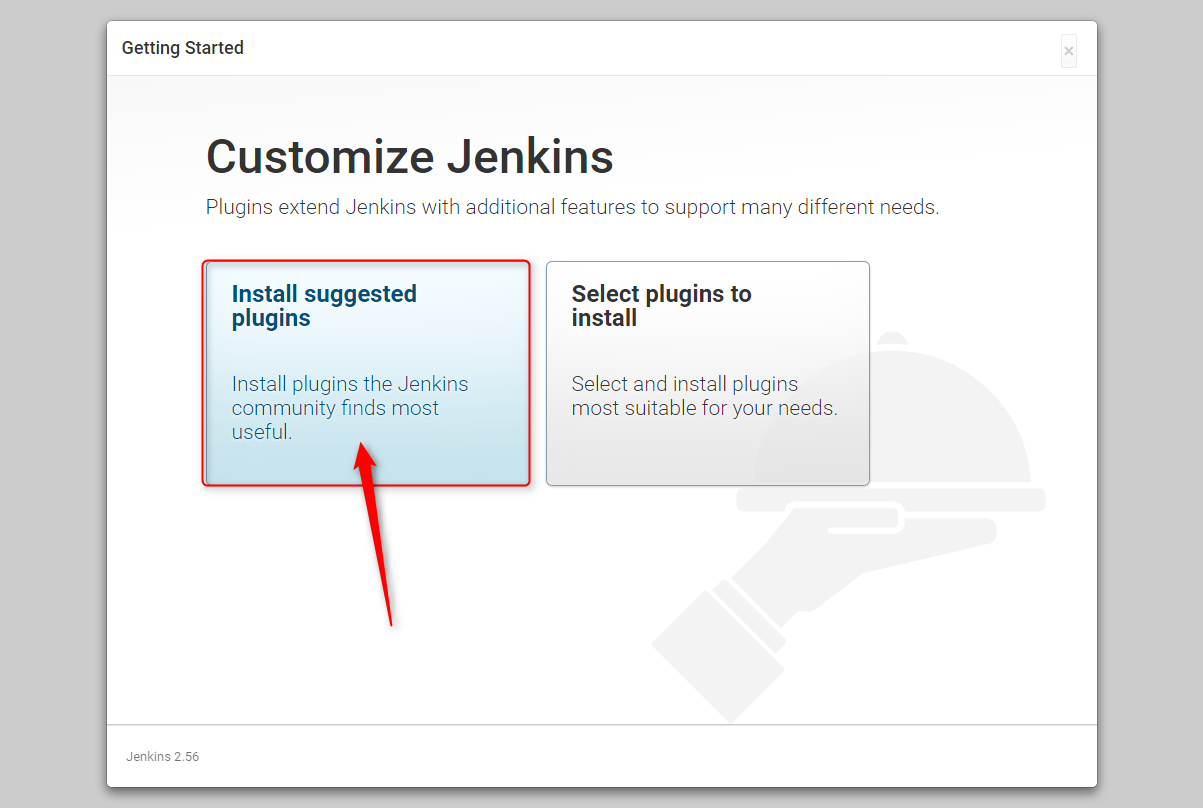 Getting Started
×
Customize Jenkins
Plugins extend Jenkins with additional features to support many different needs.
Install suggested
plugins
Install plugins the Jenkins
community finds most
useful.
Select plugins to
install
Select and install plugins
most suitable for your needs.
Jenkins 2.56